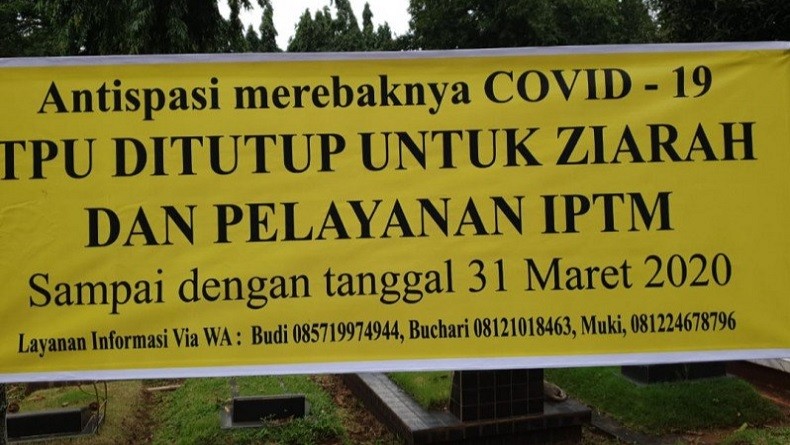 Antispasi merebaknya COVID - 19
TPU DITUTUP UNTUK ZIARAH
DAN PELAYANAN IPTM
Sampai dengan tanggal 31 Maret 2020
Layanan Informasi Via WA : Budi 085719974944, Buchari 08121018463, Muki, 081224678796